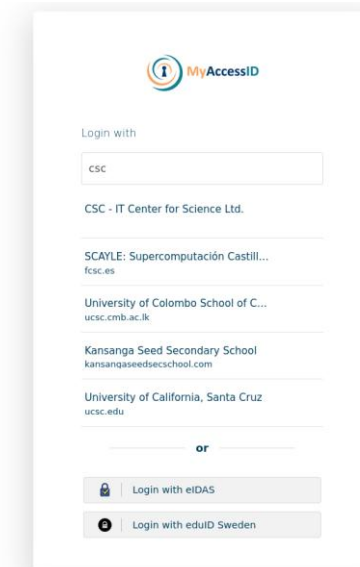 MyAccessID
Login with
csc
CSC - IT Center for Science Ltd.
SCAYLE: Supercomputación Castill...
fcsc.es
University of Colombo School of C...
ucsc.cmb.ac.lk
Kansanga Seed Secondary School
kansangaseedsecschool.com
University of California, Santa Cruz
ucsc.edu
or
Login with eIDAS
Login with eduID Sweden